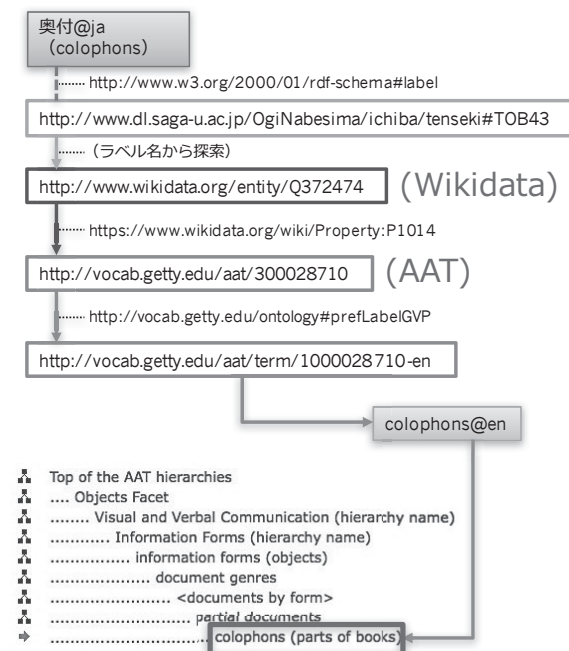 奥付@ja
（colophons）
http://www.w3.org/2000/01/rdf-schema#label
http://www.dl.saga-u.ac.jp/OgiNabesima/ichiba/tenseki#TOB43
（ラベル名から探索）
http://www.wikidata.org/entity/Q372474 (Wikidata)
https://www.wikidata.org/wiki/Property:P1014
http://vocab.getty.edu/aat/300028710 (AAT)
http://vocab.getty.edu/ontology#prefLabelGVP
http://vocab.getty.edu/aat/term/1000028710-en
colophons@en
Top of the AAT hierarchies
.... Objects Facet
........ Visual and Verbal Communication (hierarchy name)
............ Information Forms (hierarchy name)
................ information forms (objects)
.................... document genres
........................ <documents by form>
............................ partial documents
................................ colophons (parts of books)